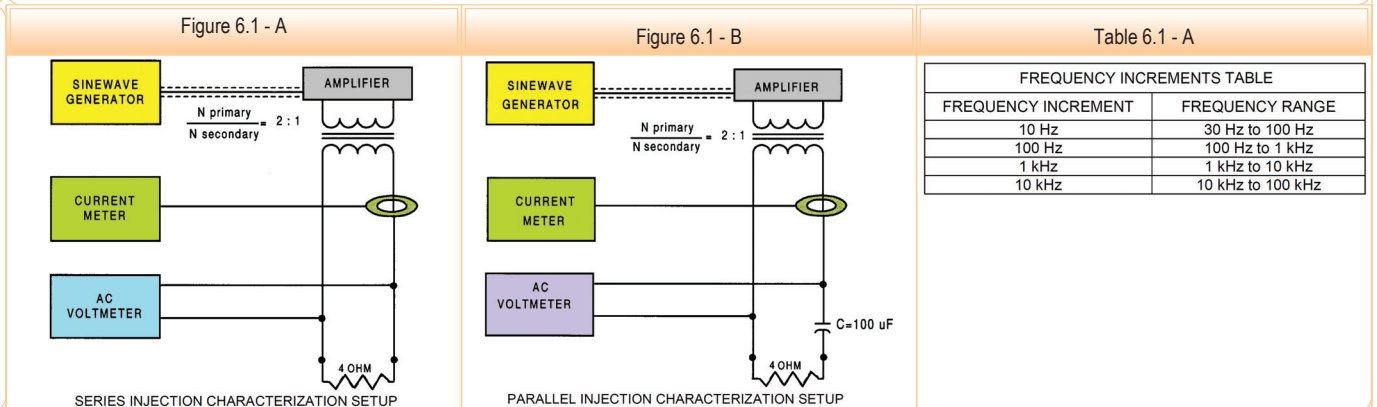 Figure 6.1 - A
SINEWAVE
GENERATOR
AMPLIFIER
N primary
N secondary
= 2 : 1
CURRENT
METER
AC
VOLTMETER
4 OHM
SERIES INJECTION CHARACTERIZATION SETUP
Figure 6.1 - B
SINEWAVE
GENERATOR
AMPLIFIER
N primary
N secondary
= 2 : 1
CURRENT
METER
AC
VOLTMETER
C=100 uF
4 OHM
PARALLEL INJECTION CHARACTERIZATION SETUP
Table 6.1 - A
FREQUENCY INCREMENTS TABLE
FREQUENCY INCREMENT FREQUENCY RANGE
10 Hz 30 Hz to 100 Hz
100 Hz 100 Hz to 1 kHz
1 kHz 1 kHz to 10 kHz
10 kHz 10 kHz to 100 kHz